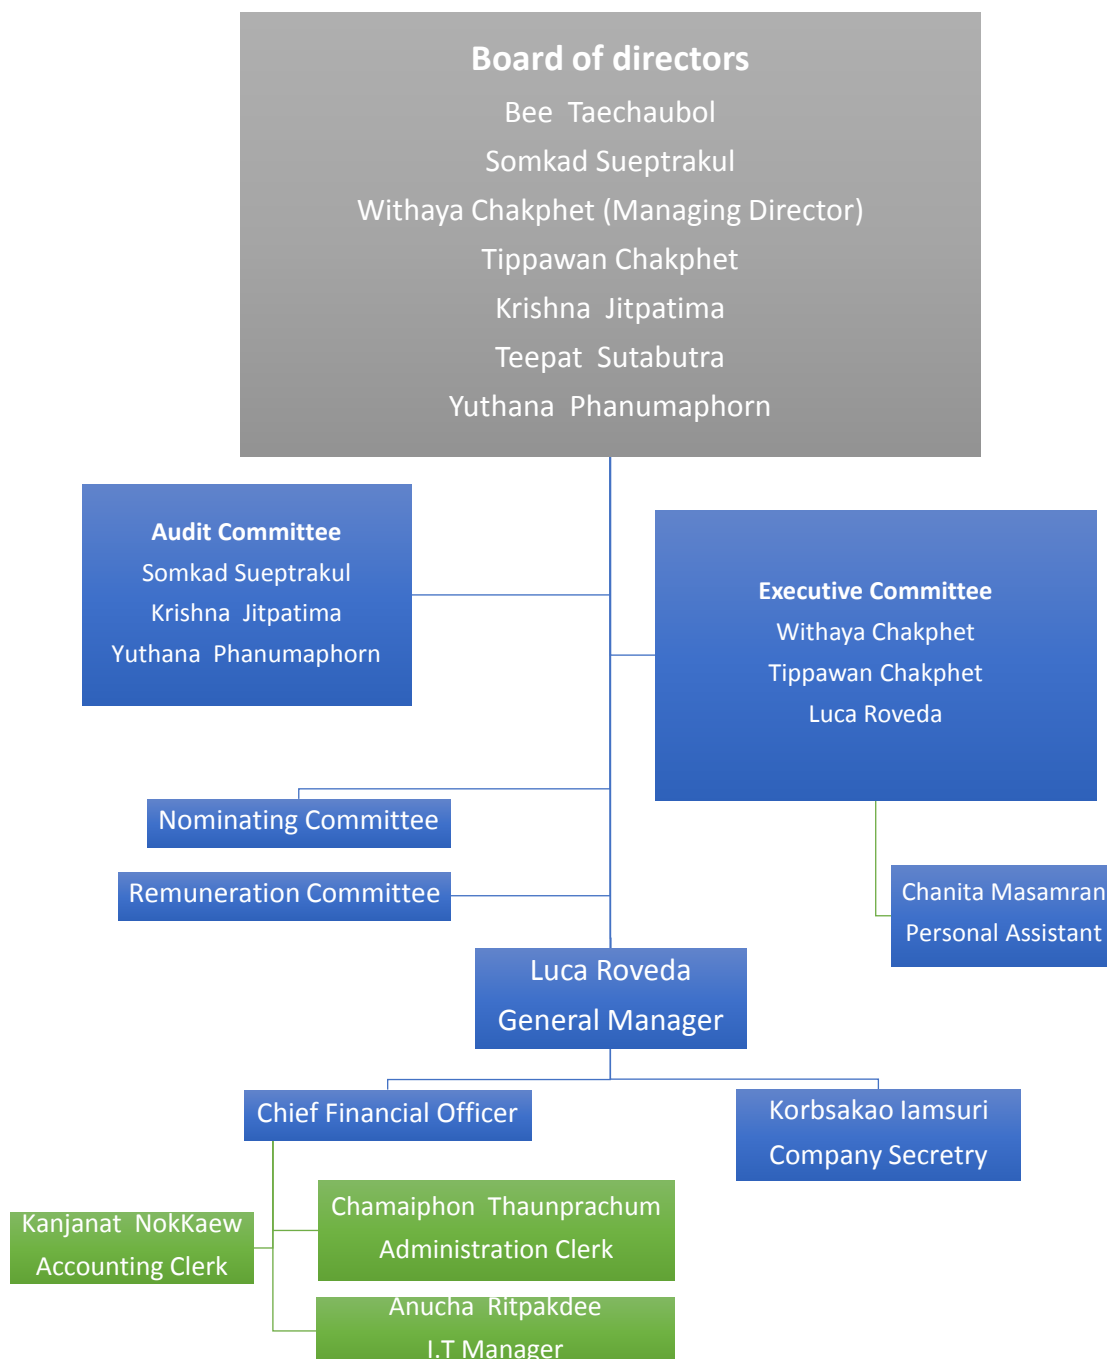 Board of directors
Bee Taechaubol
Somkad Sueptrakul
Withaya Chakphet (Managing Director)
Tippawan Chakphet
Krishna Jitpatima
Teepat Sutabutra
Yuthana Phanumaphorn
Audit Committee
Somkad Sueptrakul
Krishna Jitpatima
Yuthana Phanumaphorn
Executive Committee
Withaya Chakphet
Tippawan Chakphet
Luca Roveda
Nominating Committee
Remuneration Committee
Chanita Masamran
Personal Assistant
Luca Roveda
General Manager
Chief Financial Officer
Korbsakao Iamsuri
Company Secretry
Kanjanat NokKaew
Accounting Clerk
Chamaiphon Thaunprachum
Administration Clerk
Anucha Ritpakdee
I.T Manager